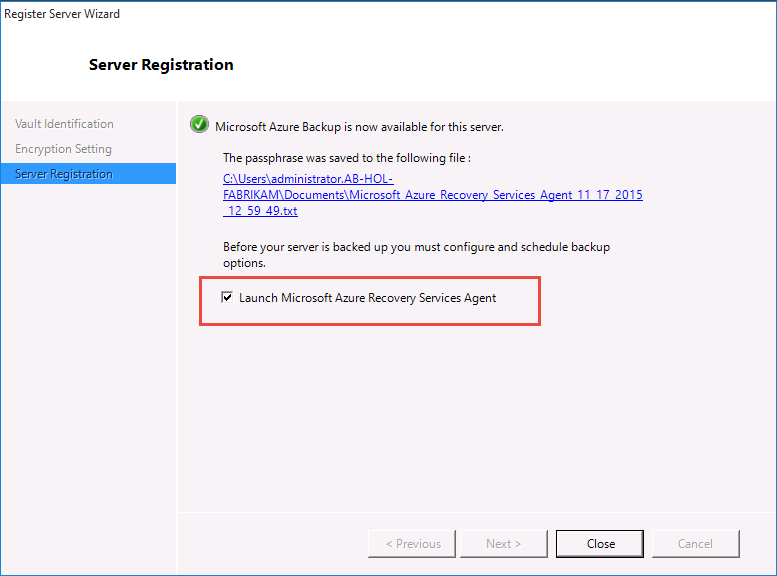 Register Server Wizard
Server Registration
Vault Identification
Encryption Setting
Server Registration
Microsoft Azure Backup is now available for this server.
The passphrase was saved to the following file :
C:\Users\administrator.AB-HOL-
FABRIKAM\Documents\Microsoft_Azure_Recovery_Services_Agent_11_17_2015
_12_59_49.txt
Before your server is backed up you must configure and schedule backup
options.
Launch Microsoft Azure Recovery Services Agent
< Previous
Next >
Close
Cancel